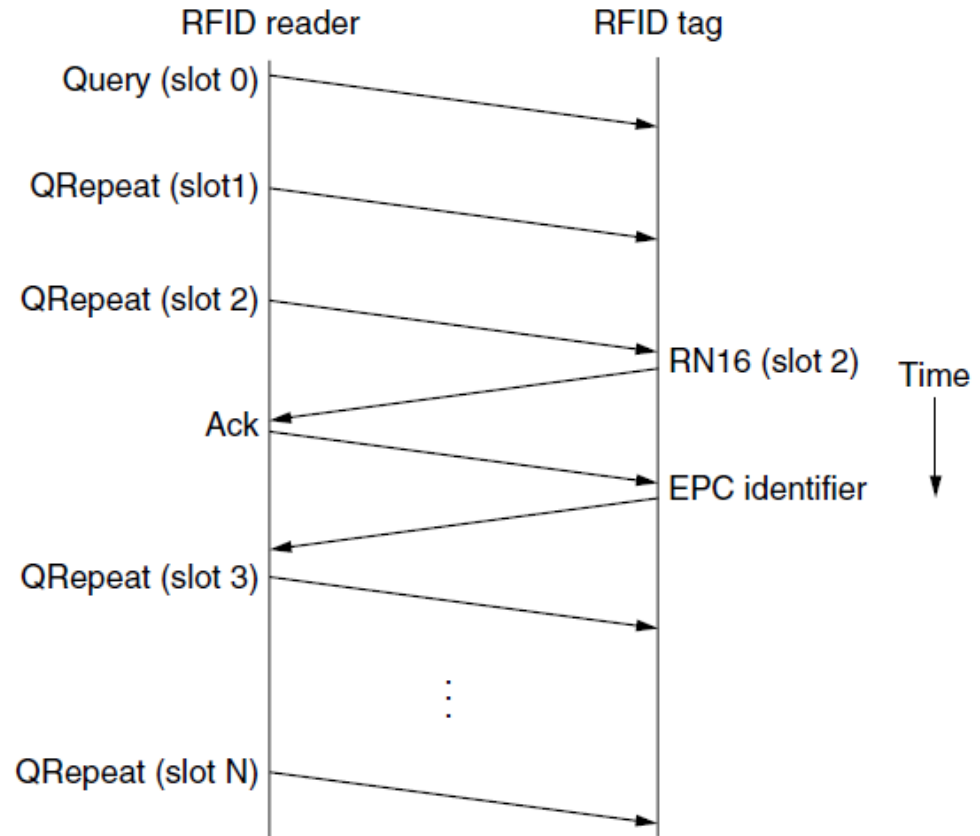 RFID reader
RFID tag
Query (slot 0)
QRepeat (slot1)
QRepeat (slot 2)
RN16 (slot 2)
Time
Ack
EPC identifier
QRepeat (slot 3)
QRepeat (slot N)